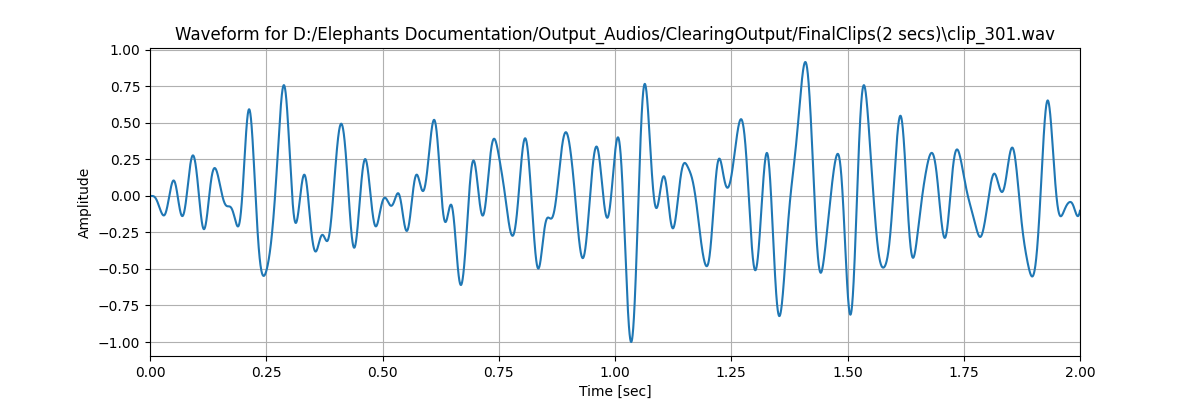 Waveform for D:/Elephants Documentation/Output_Audios/ClearingOutput/FinalClips(2 secs)\clip_301.wav
1.00
0.75
0.50
0.25
0.00
−0.25
−0.50
−0.75
−1.00
Amplitude
0.00 0.25 0.50 0.75 1.00 1.25 1.50 1.75 2.00
Time [sec]